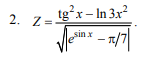 2. Z = (tg²x – ln 3x²) / √|e^(sin x) – π/7| .